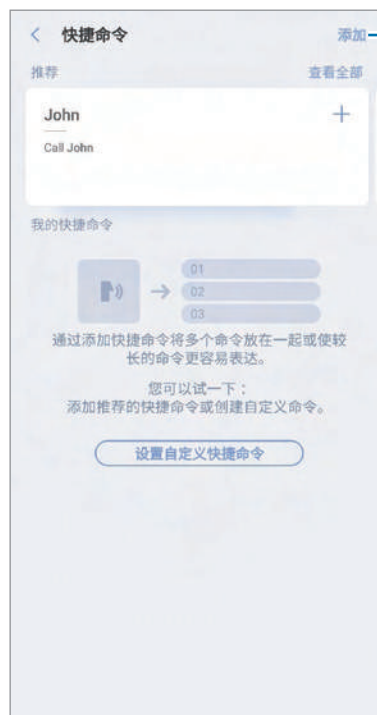 快捷命令
添加
推荐
查看全部
John
Call John
我的快捷命令
01
02
03
通过添加快捷命令将多个命令放在一起或使较
长的命令更容易表达。
您可以试一下：
添加推荐的快捷命令或创建自定义命令。
设置自定义快捷命令